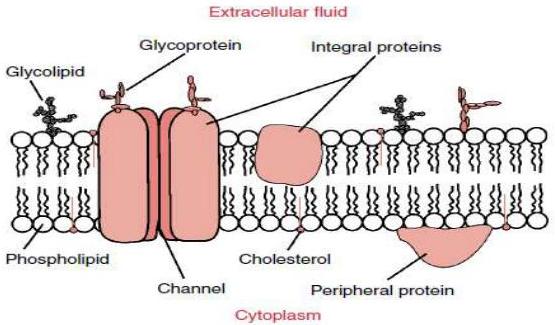 Extracellular fluid
Glycoprotein
Integral proteins
Glycolipid
Phospholipid
Cholesterol
Channel
Peripheral protein
Cytoplasm